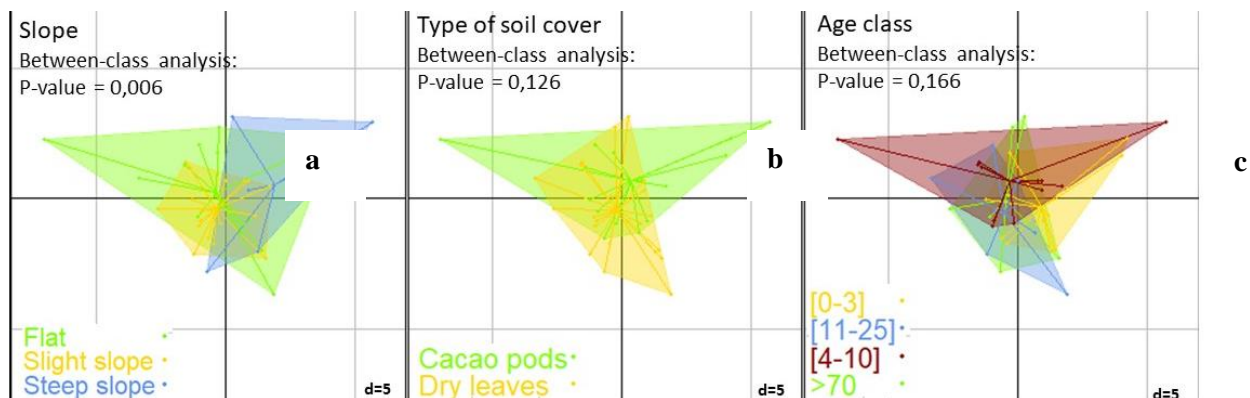 Slope
Between-class analysis:
P-value = 0,006
a
Flat
Slight slope
Steep slope
d=5
Type of soil cover
Between-class analysis:
P-value = 0,126
b
Cacao pods
Dry leaves
d=5
Age class
Between-class analysis:
P-value = 0,166
c
[0-3]
[11-25]
[4-10]
>70
d=5